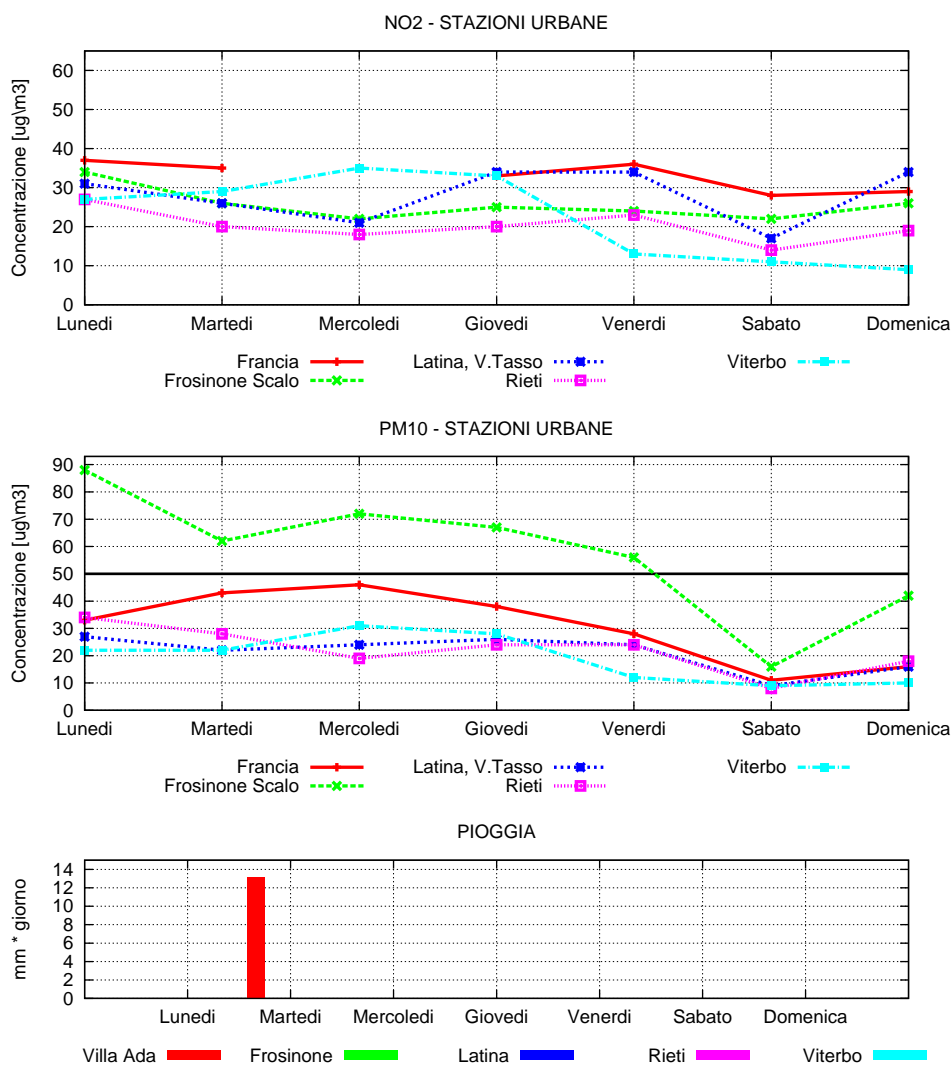 NO2 - STAZIONI URBANE
Concentrazione [ug\m3]
60
50
40
30
20
10
0
Lunedi Martedi Mercoledi Giovedi Venerdi Sabato Domenica
Francia Latina, V.Tasso Viterbo
Frosinone Scalo Rieti
PM10 - STAZIONI URBANE
Concentrazione [ug\m3]
90
80
70
60
50
40
30
20
10
0
Lunedi Martedi Mercoledi Giovedi Venerdi Sabato Domenica
Francia Latina, V.Tasso Viterbo
Frosinone Scalo Rieti
PIOGGIA
mm * giorno
14
12
10
8
6
4
2
0
Lunedi Martedi Mercoledi Giovedi Venerdi Sabato Domenica
Villa Ada Frosinone Latina Rieti Viterbo